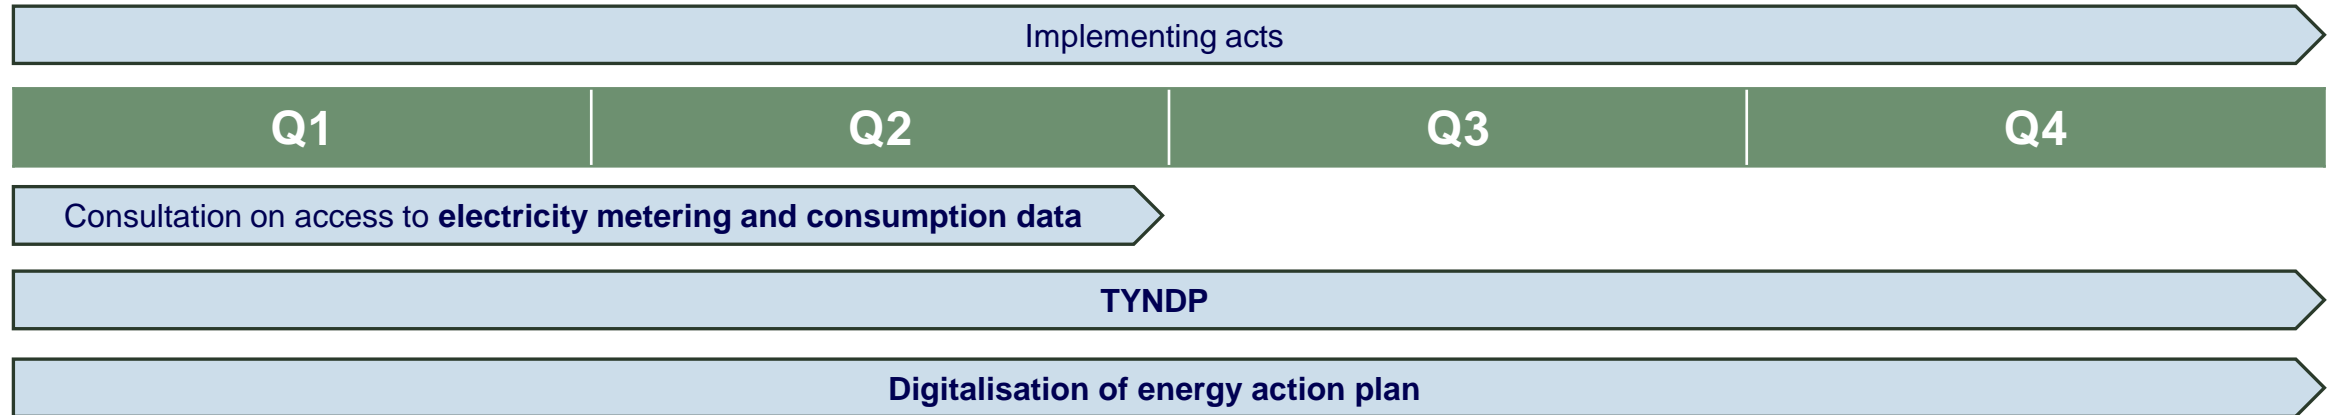 Implementing acts
Q1 Q2 Q3 Q4
Consultation on access to electricity metering and consumption data
TYNDP
Digitalisation of energy action plan